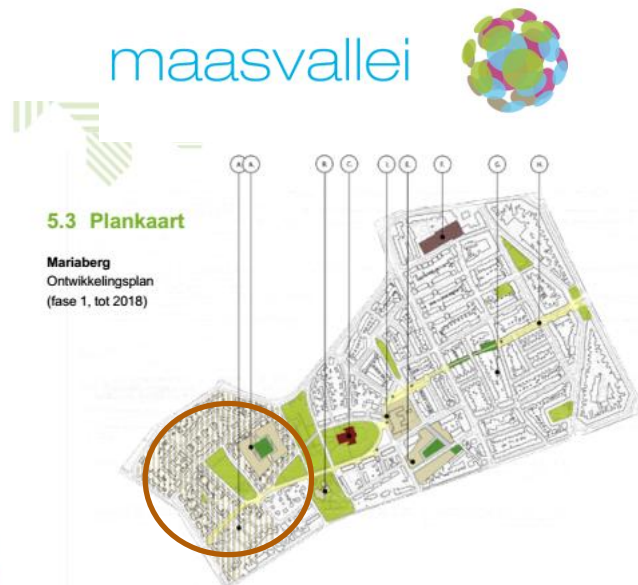 maasvallei
A. A. B. C. I. E. F. G. H.
5.3 Plankaart
Mariaberg
Ontwikkelingsplan
(fase 1, tot 2018)